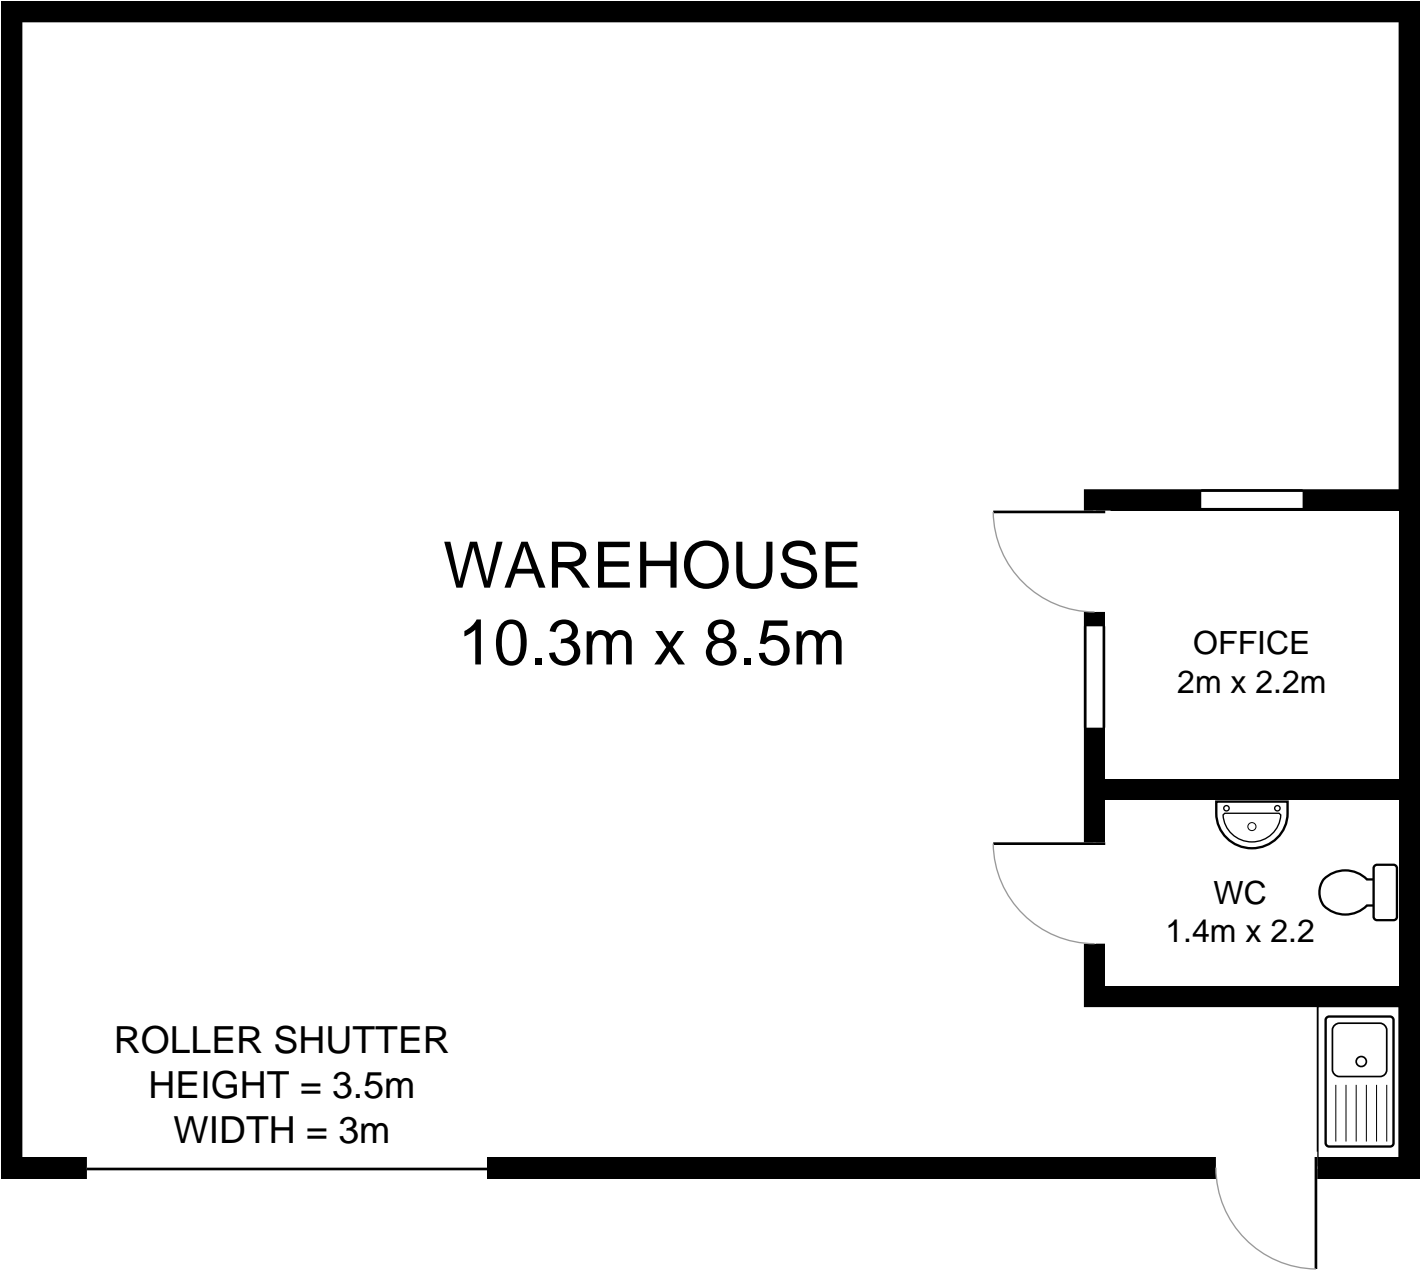 WAREHOUSE
10.3m x 8.5m
OFFICE
2m x 2.2m
WC
1.4m x 2.2
ROLLER SHUTTER
HEIGHT = 3.5m
WIDTH = 3m